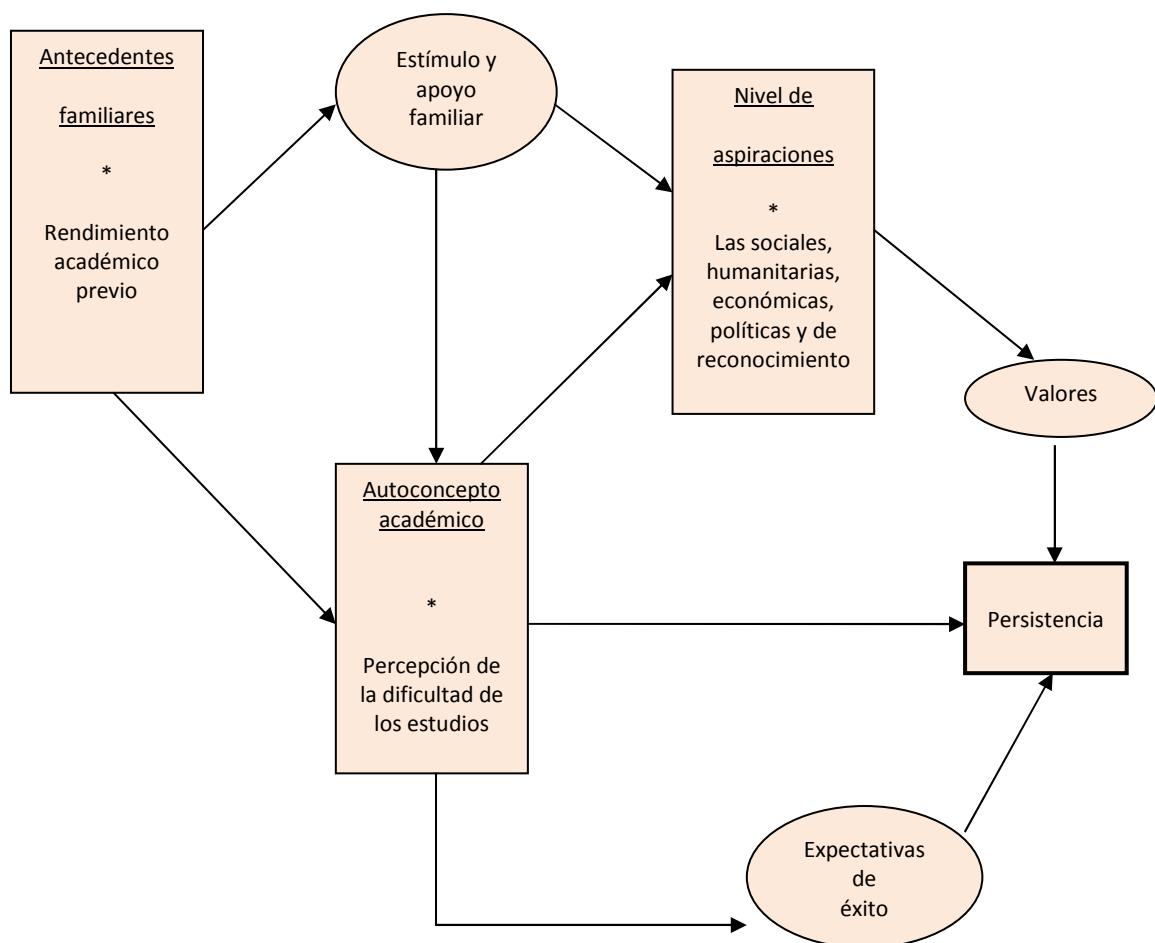 Antecedentes
familiares
*
Rendimiento
académico
previo
Estímulo y
apoyo
familiar
Nivel de
aspiraciones
*
Las sociales,
humanitarias,
económicas,
políticas y de
reconocimiento
Valores
Autoconcepto
académico
*
Percepción de
la dificultad de
los estudios
Persistencia
Expectativas
de
éxito